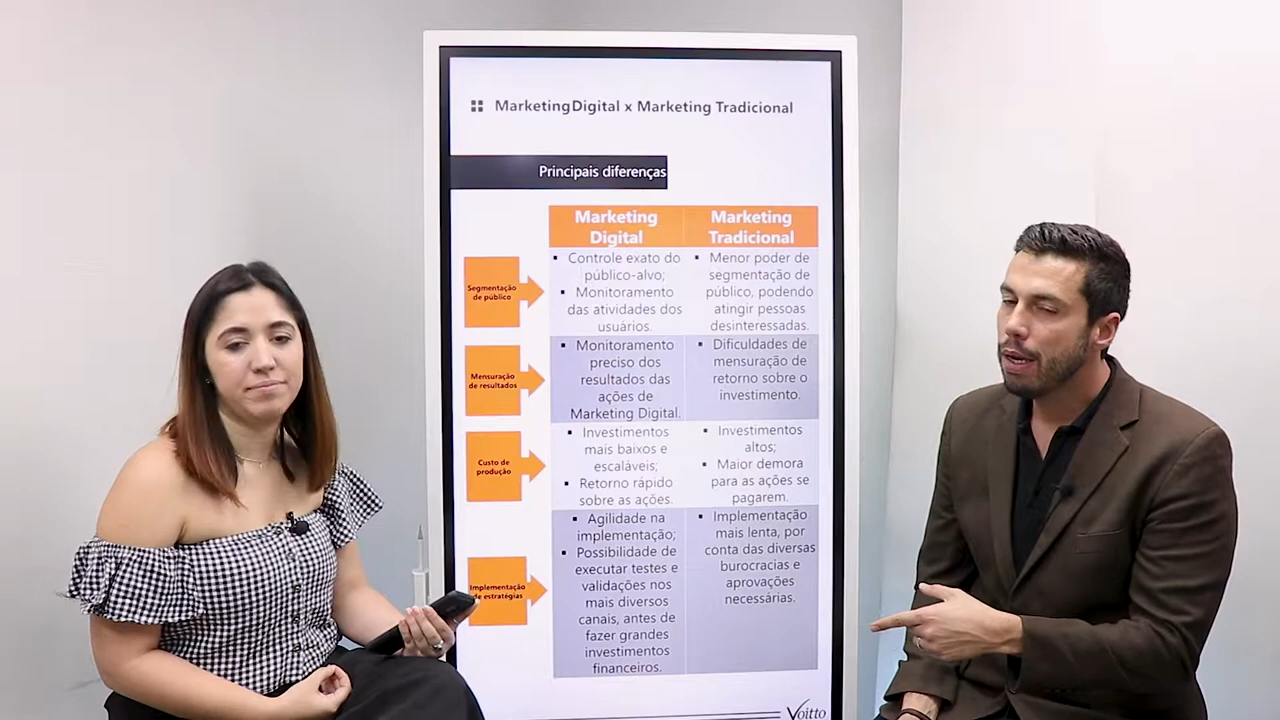 MarketingDigital x Marketing Tradicional
Principais diferenças
Marketing
Digital
Marketing
Tradicional
Segmentação
de público
▪ Controle exato do
público-alvo;
▪ Monitoramento
das atividades dos
usuários.
▪ Menor poder de
segmentação de
público, podendo
atingir pessoas
desinteressadas.
Mensuração
de resultados
▪ Monitoramento
preciso dos
resultados das
ações de
Marketing Digital.
▪ Dificuldades de
mensuração de
retorno sobre o
investimento.
Custo de
produção
▪ Investimentos
mais baixos e
escaláveis;
▪ Retorno rápido
sobre as ações.
▪ Investimentos
altos;
▪ Maior demora
para as ações se
pagarem.
Implementação
de estratégias
▪ Agilidade na
implementação;
▪ Possibilidade de
executar testes e
validações nos
mais diversos
canais, antes de
fazer grandes
investimentos
financeiros.
▪ Implementação
mais lenta, por
conta das diversas
burocracias e
aprovações
necessárias.
Voitto